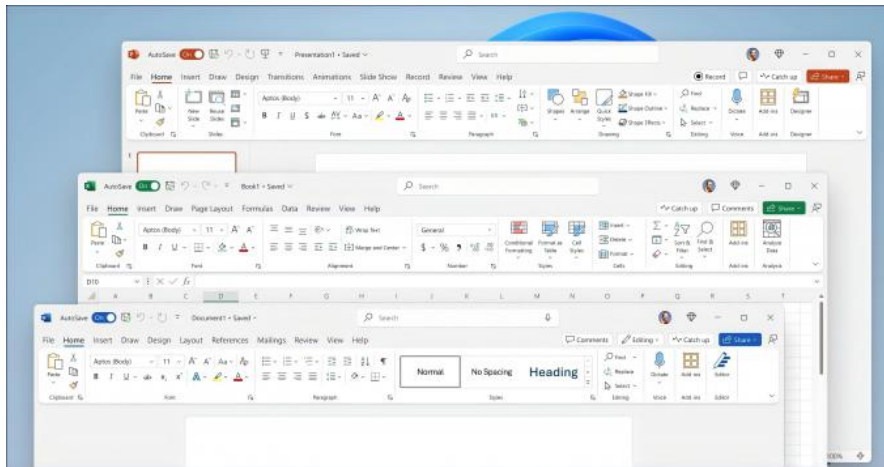 AutoSave On Presentation1 • Saved Search
File Home Insert Draw Design Transitions Animations Slide Show Record Review View Help Record Catch up Share
Paste New Slide Reuse Slides Aptos (Body) 11 A A B I U S ab AV Aa A Shapes Arrange Quick Styles Shape Fill Shape Outline Shape Effects Find Replace Select Dictate Add-ins Designer
Clipboard Slides Font Paragraph Drawing Editing Voice Add-ins Designer
1
AutoSave On Book1 • Saved Search
File Home Insert Draw Page Layout Formulas Data Review View Help Catch up Comments Share
Paste Aptos (Body) 11 A A B I U A Wrap Text Merge and Center General $ % 9 Conditional Formatting Format as Table Cell Styles Insert Delete Format Sort & Filter Find & Select Add-ins Analyze Data
Clipboard Font Alignment Number Styles Cells Editing Add-ins Analysis
D10 fx
A B C D E F G H I J K L M N O P Q R S T
AutoSave On Document1 • Saved Search
File Home Insert Draw Design Layout References Mailings Review View Help Comments Editing Catch up Share
Paste Aptos (Body) 11 A A Aa A B I U ab x x A A Normal No Spacing Heading Find Replace Select Dictate Add-ins Editor
Clipboard Font Paragraph Styles Editing Voice Add-ins Editor
100%